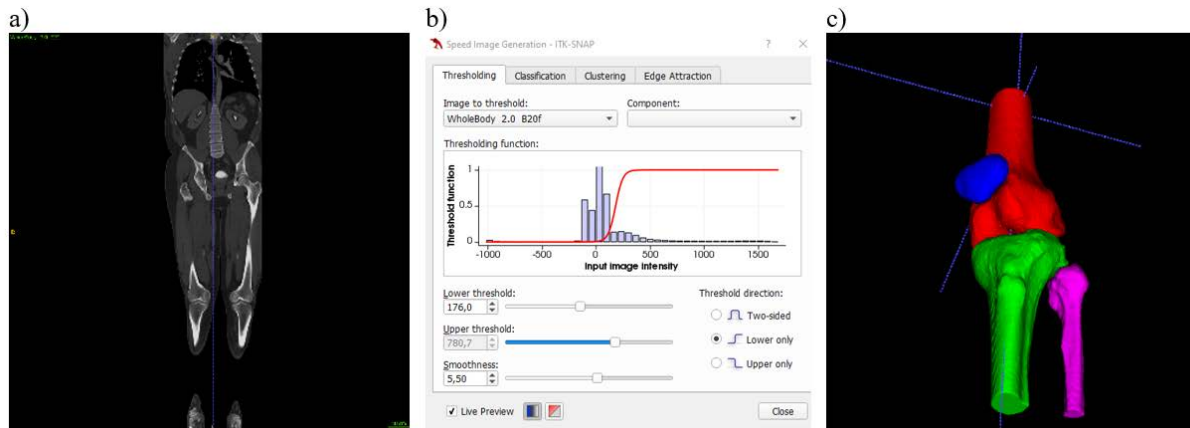 a)
b)
c)
Speed Image Generation - ITK-SNAP
Thresholding Classification Clustering Edge Attraction
Image to threshold: Component:
WholeBody 2.0 B20f
Thresholding function:
Threshold function
1
0.5
0
-1000 -500 0 500 1000 1500
Input image intensity
Lower threshold:
176,0
Upper threshold:
780,7
Smoothness:
5,50
Threshold direction:
Two-sided
Lower only
Upper only
Live Preview
Close